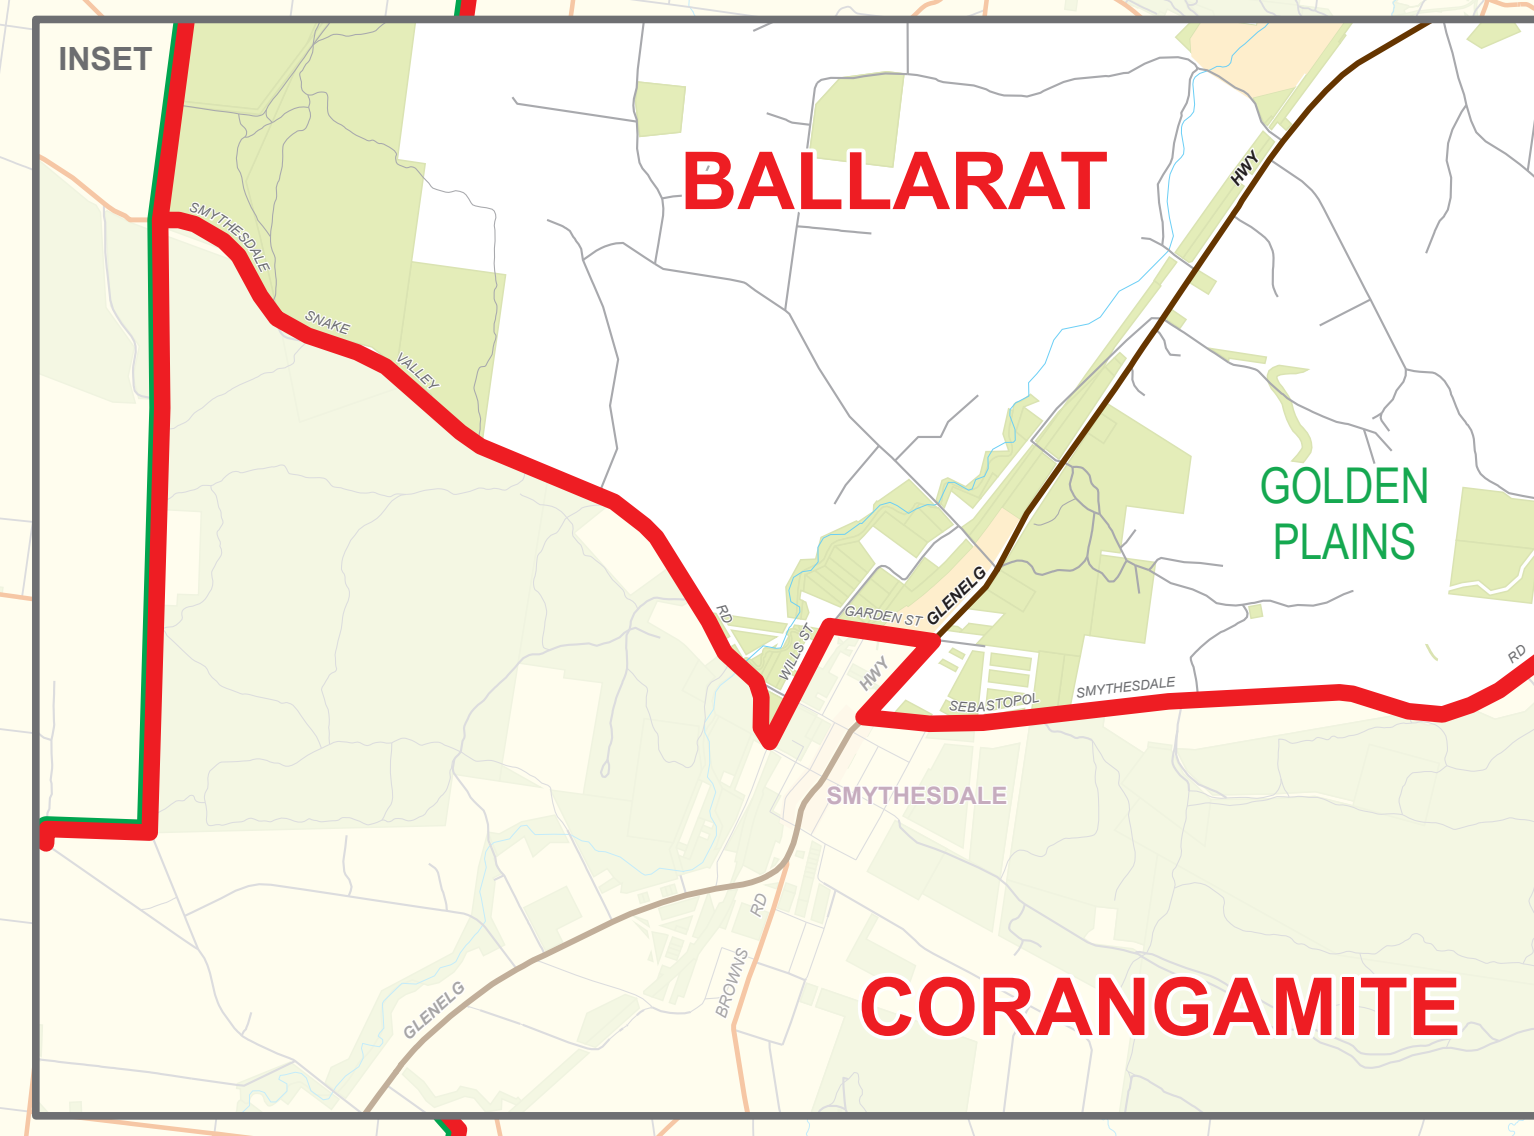 INSET
BALLARAT
HWY
SMYTHESDALE
SNAKE
VALLEY
GOLDEN
PLAINS
RD
WILLS ST
GARDEN ST
GLENELG
HWY
SEBASTOPOL
SMYTHESDALE
RD
SMYTHESDALE
RD
BROWNS
GLENELG
CORANGAMITE